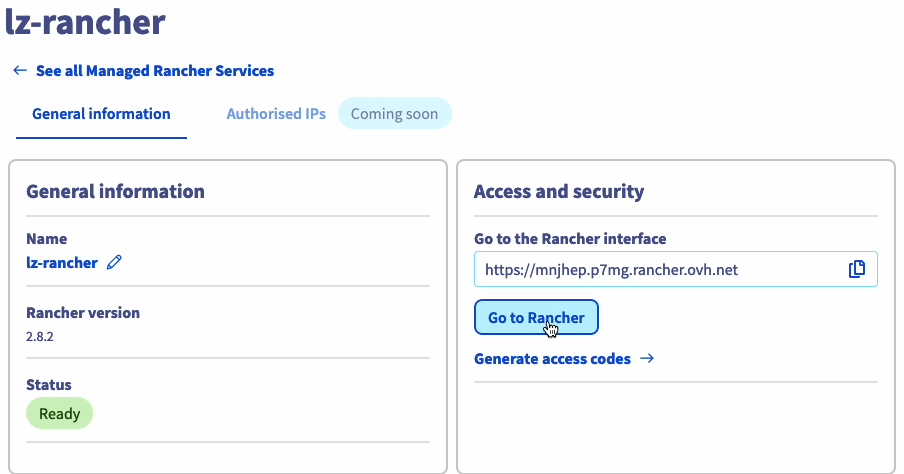 lz-rancher
← See all Managed Rancher Services
General information
Authorised IPs
Coming soon
General information
Name
lz-rancher
Rancher version
2.8.2
Status
Ready
Access and security
Go to the Rancher interface
https://mnjhep.p7mg.rancher.ovh.net
Go to Rancher
Generate access codes →